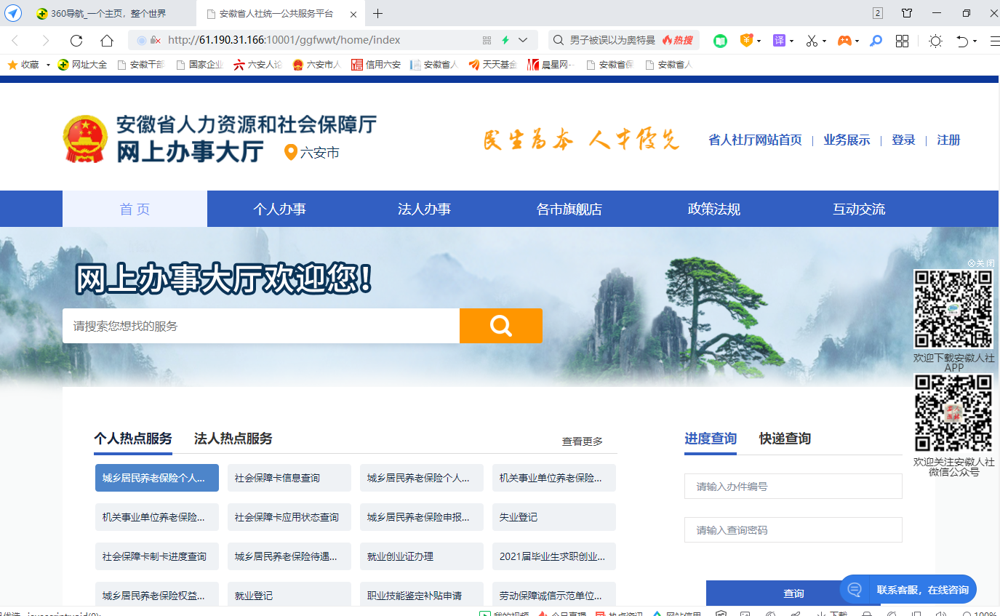 360导航_一个主页，整个世界
安徽省人社统一公共服务平台
2
http://61.190.31.166:10001/ggfwwt/home/index
男子被误以为奥特曼
热搜
译
收藏 网址大全 安徽干部 国家企业 六安人论 六安市人 信用六安 安徽省人 天天基金 晨星网-- 安徽省保 安徽省人
安徽省人力资源和社会保障厅
网上办事大厅 六安市
民生为本 人才优先
省人社厅网站首页 | 业务展示 | 登录 | 注册
首 页 个人办事 法人办事 各市旗舰店 政策法规 互动交流
网上办事大厅欢迎您！
请搜索您想找的服务
关闭
欢迎下载安徽人社
APP
欢迎关注安徽人社
微信公众号
个人热点服务 法人热点服务 查看更多
城乡居民养老保险个人... 社会保障卡信息查询 城乡居民养老保险个人... 机关事业单位养老保险...
机关事业单位养老保险... 社会保障卡应用状态查询 城乡居民养老保险申报... 失业登记
社会保障卡制卡进度查询 城乡居民养老保险待遇... 就业创业证办理 2021届毕业生求职创业...
城乡居民养老保险权益... 就业登记 职业技能鉴定补贴申请 劳动保障诚信示范单位...
进度查询 快递查询
请输入办件编号
请输入查询密码
查询
联系客服，在线咨询
javascript:void(0); 我的视频 今日直播 热点资讯 网站信用 下载 100%